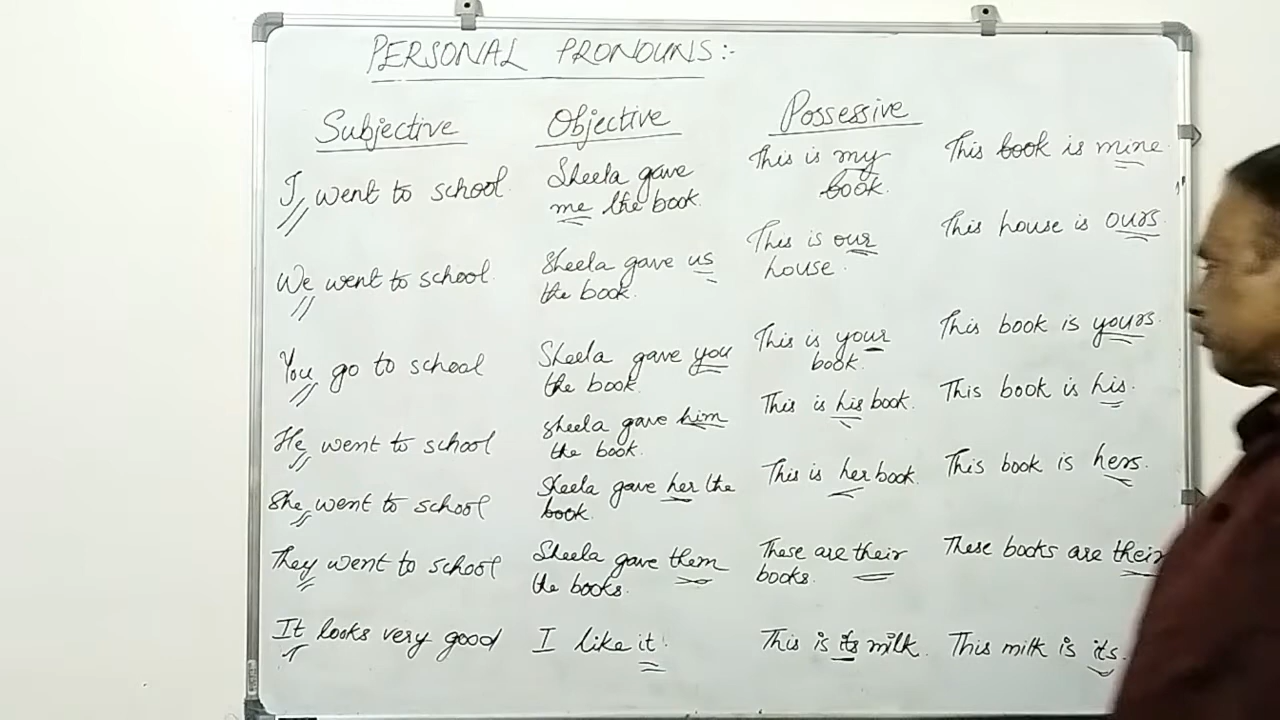 PERSONAL PRONOUNS:-
Subjective
I went to school.
We went to school.
You go to school
He went to school
She went to school
They went to school
It looks very good
Objective
Sheela gave
me the book.
Sheela gave us
the book.
Sheela gave you
the book.
sheela gave him
the book.
Sheela gave her the
book.
Sheela gave them
the books.
I like it.
Possessive
This is my
book.
This is our
house.
This is your
book.
This is his book.
This is her book.
These are their
books.
This is its milk.
This book is mine.
This house is ours.
This book is yours.
This book is his.
This book is hers.
These books are their
This milk is its.